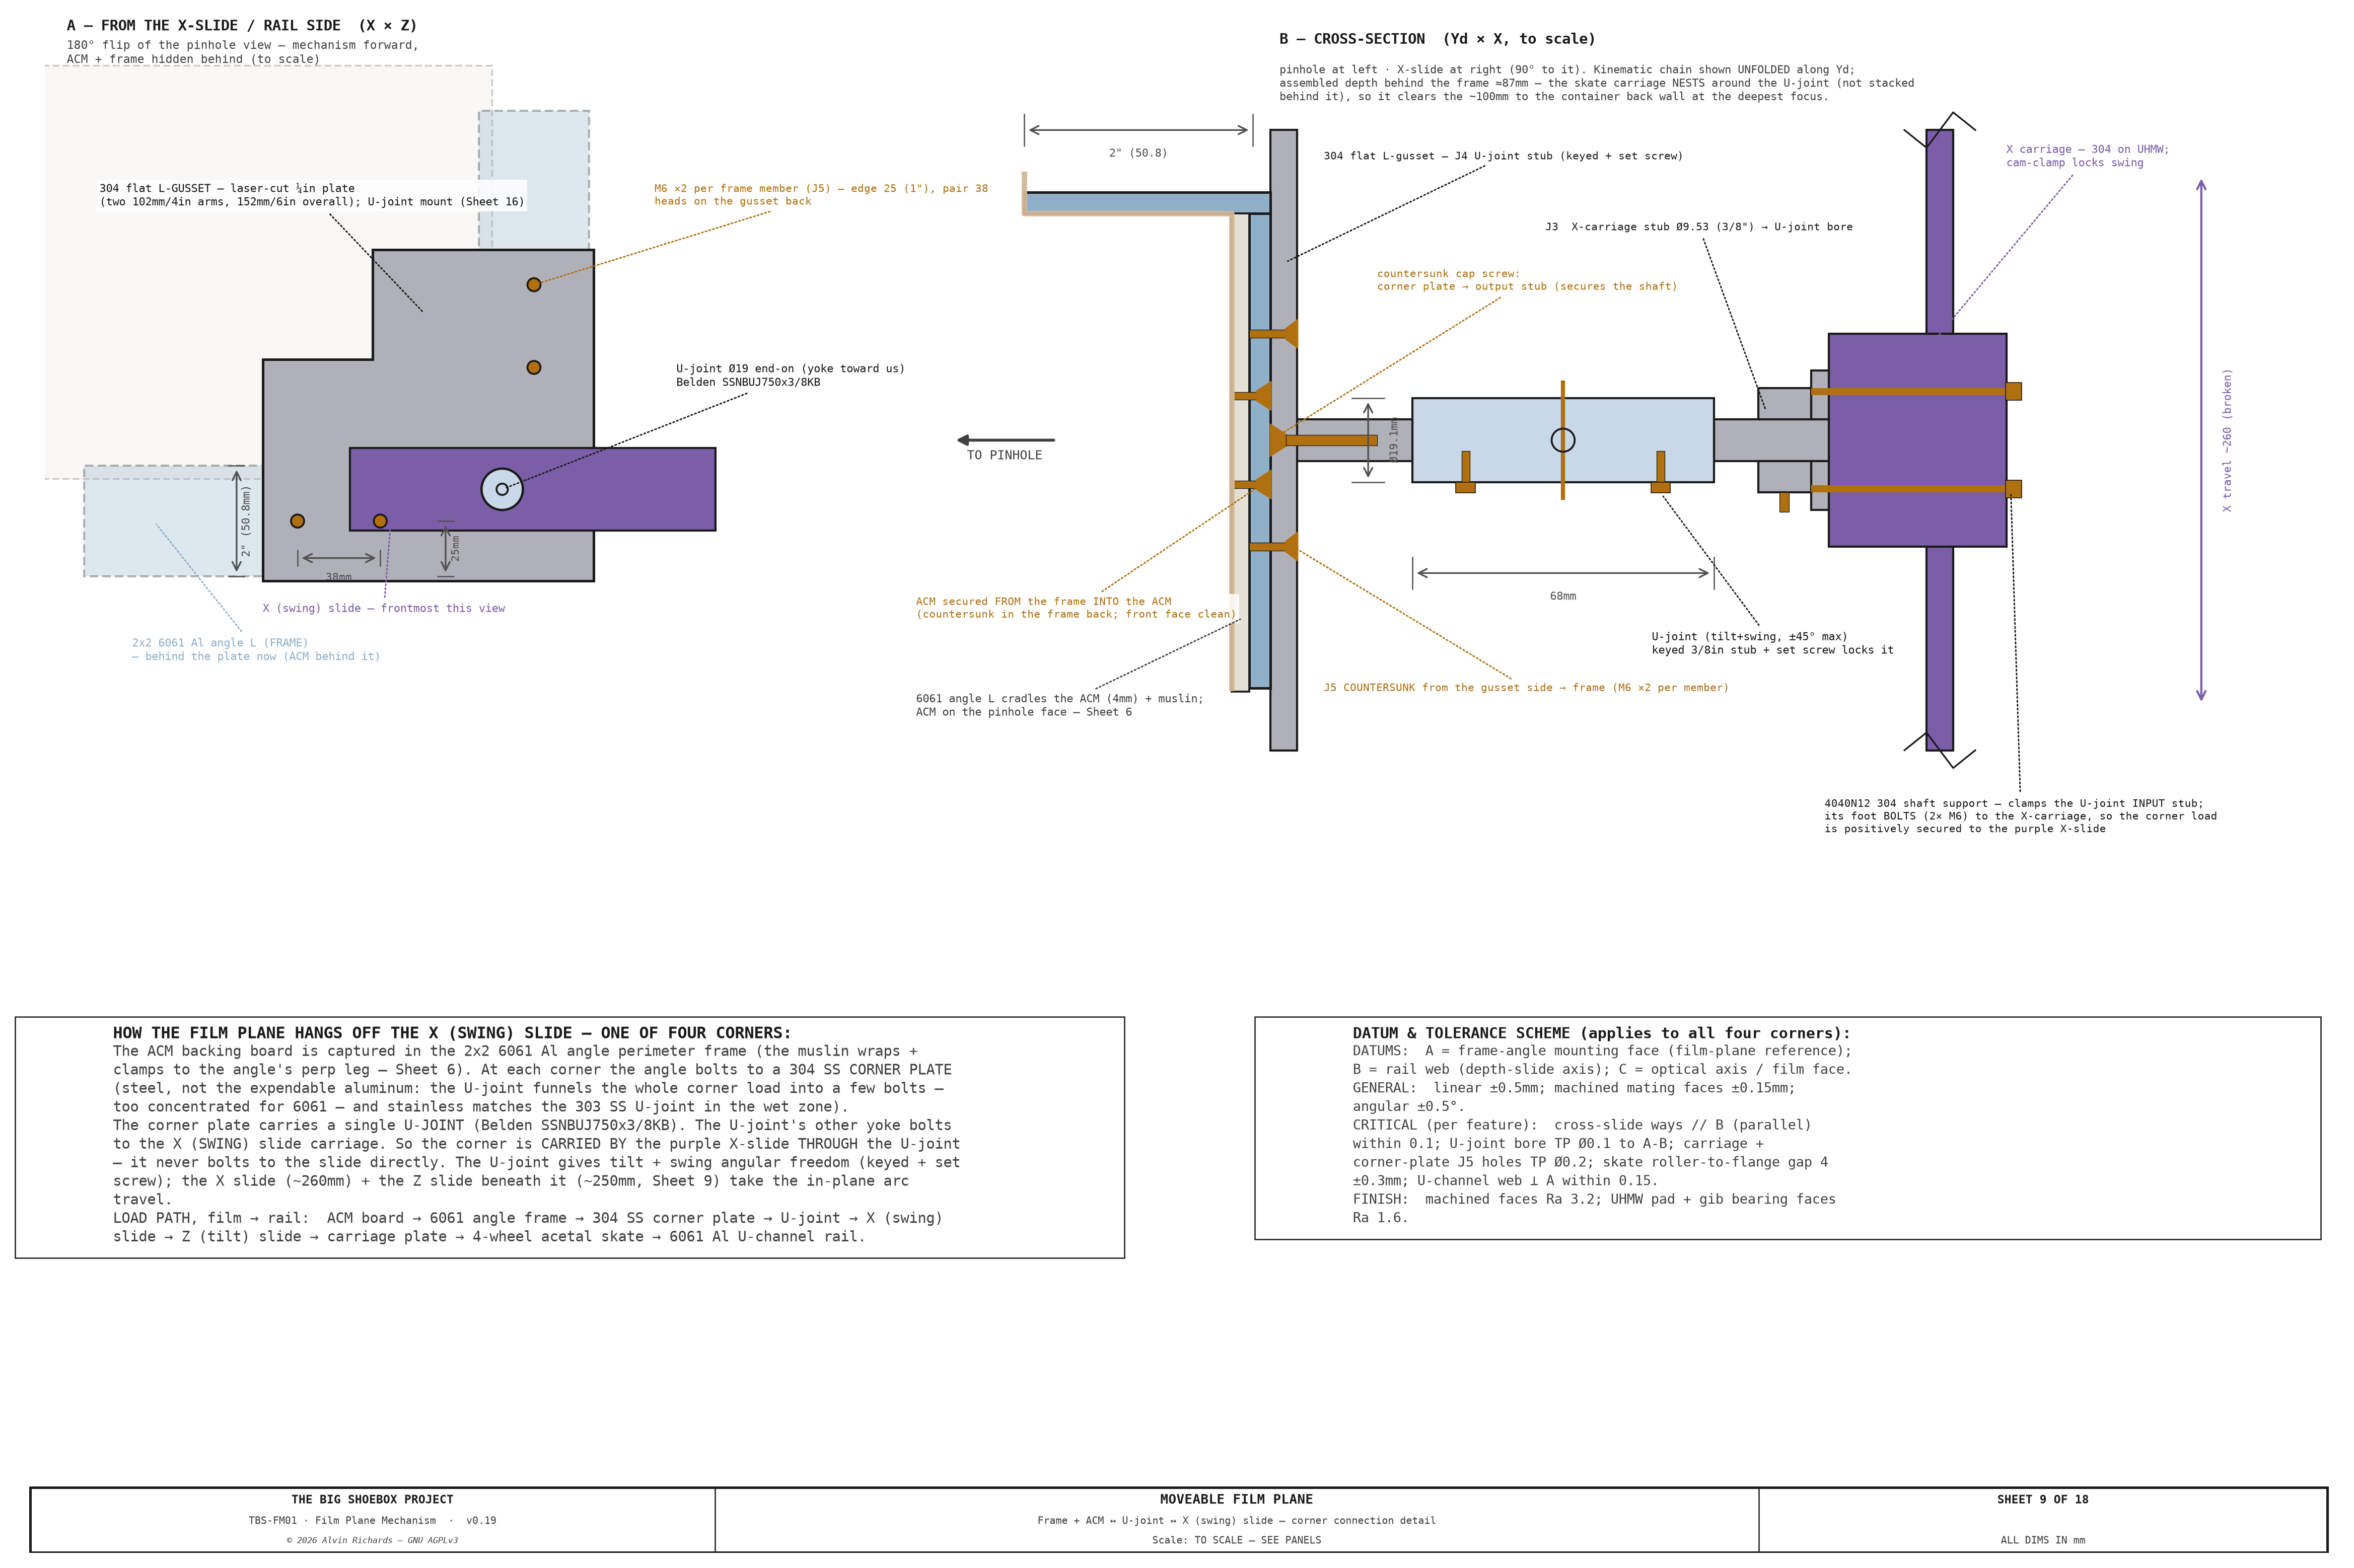 A — FROM THE X-SLIDE / RAIL SIDE  (X × Z)
180° flip of the pinhole view — mechanism forward,
ACM + frame hidden behind (to scale)
304 flat L-GUSSET — laser-cut ¼in plate
(two 102mm/4in arms, 152mm/6in overall); U-joint mount (Sheet 16)
M6 ×2 per frame member (J5) — edge 25 (1"), pair 38
heads on the gusset back
U-joint Ø19 end-on (yoke toward us)
Belden SSNBUJ750x3/8KB
2" (50.8mm)
38mm
25mm
X (swing) slide — frontmost this view
2x2 6061 Al angle L (FRAME)
— behind the plate now (ACM behind it)
B — CROSS-SECTION  (Yd × X, to scale)
pinhole at left · X-slide at right (90° to it). Kinematic chain shown UNFOLDED along Yd;
assembled depth behind the frame ≈87mm — the skate carriage NESTS around the U-joint (not stacked
behind it), so it clears the ~100mm to the container back wall at the deepest focus.
2" (50.8)
304 flat L-gusset — J4 U-joint stub (keyed + set screw)
X carriage — 304 on UHMW;
cam-clamp locks swing
J3  X-carriage stub Ø9.53 (3/8") → U-joint bore
countersunk cap screw:
corner plate → output stub (secures the shaft)
TO PINHOLE
Ø19.1mm
X travel ~260 (broken)
68mm
ACM secured FROM the frame INTO the ACM
(countersunk in the frame back; front face clean)
U-joint (tilt+swing, ±45° max)
keyed 3/8in stub + set screw locks it
J5 COUNTERSUNK from the gusset side → frame (M6 ×2 per member)
6061 angle L cradles the ACM (4mm) + muslin;
ACM on the pinhole face — Sheet 6
4040N12 304 shaft support — clamps the U-joint INPUT stub;
its foot BOLTS (2× M6) to the X-carriage, so the corner load
is positively secured to the purple X-slide
HOW THE FILM PLANE HANGS OFF THE X (SWING) SLIDE — ONE OF FOUR CORNERS:
The ACM backing board is captured in the 2x2 6061 Al angle perimeter frame (the muslin wraps +
clamps to the angle's perp leg — Sheet 6). At each corner the angle bolts to a 304 SS CORNER PLATE
(steel, not the expendable aluminum: the U-joint funnels the whole corner load into a few bolts —
too concentrated for 6061 — and stainless matches the 303 SS U-joint in the wet zone).
The corner plate carries a single U-JOINT (Belden SSNBUJ750x3/8KB). The U-joint's other yoke bolts
to the X (SWING) slide carriage. So the corner is CARRIED BY the purple X-slide THROUGH the U-joint
— it never bolts to the slide directly. The U-joint gives tilt + swing angular freedom (keyed + set
screw); the X slide (~260mm) + the Z slide beneath it (~250mm, Sheet 9) take the in-plane arc
travel.
LOAD PATH, film → rail:  ACM board → 6061 angle frame → 304 SS corner plate → U-joint → X (swing)
slide → Z (tilt) slide → carriage plate → 4-wheel acetal skate → 6061 Al U-channel rail.
DATUM & TOLERANCE SCHEME (applies to all four corners):
DATUMS:  A = frame-angle mounting face (film-plane reference);
B = rail web (depth-slide axis); C = optical axis / film face.
GENERAL:  linear ±0.5mm; machined mating faces ±0.15mm;
angular ±0.5°.
CRITICAL (per feature):  cross-slide ways // B (parallel)
within 0.1; U-joint bore TP Ø0.1 to A-B; carriage +
corner-plate J5 holes TP Ø0.2; skate roller-to-flange gap 4
±0.3mm; U-channel web ⊥ A within 0.15.
FINISH:  machined faces Ra 3.2; UHMW pad + gib bearing faces
Ra 1.6.
THE BIG SHOEBOX PROJECT
TBS-FM01 · Film Plane Mechanism  ·  v0.19
© 2026 Alvin Richards — GNU AGPLv3
MOVEABLE FILM PLANE
Frame + ACM ↔ U-joint ↔ X (swing) slide — corner connection detail
Scale: TO SCALE — SEE PANELS
SHEET 9 OF 18
ALL DIMS IN mm